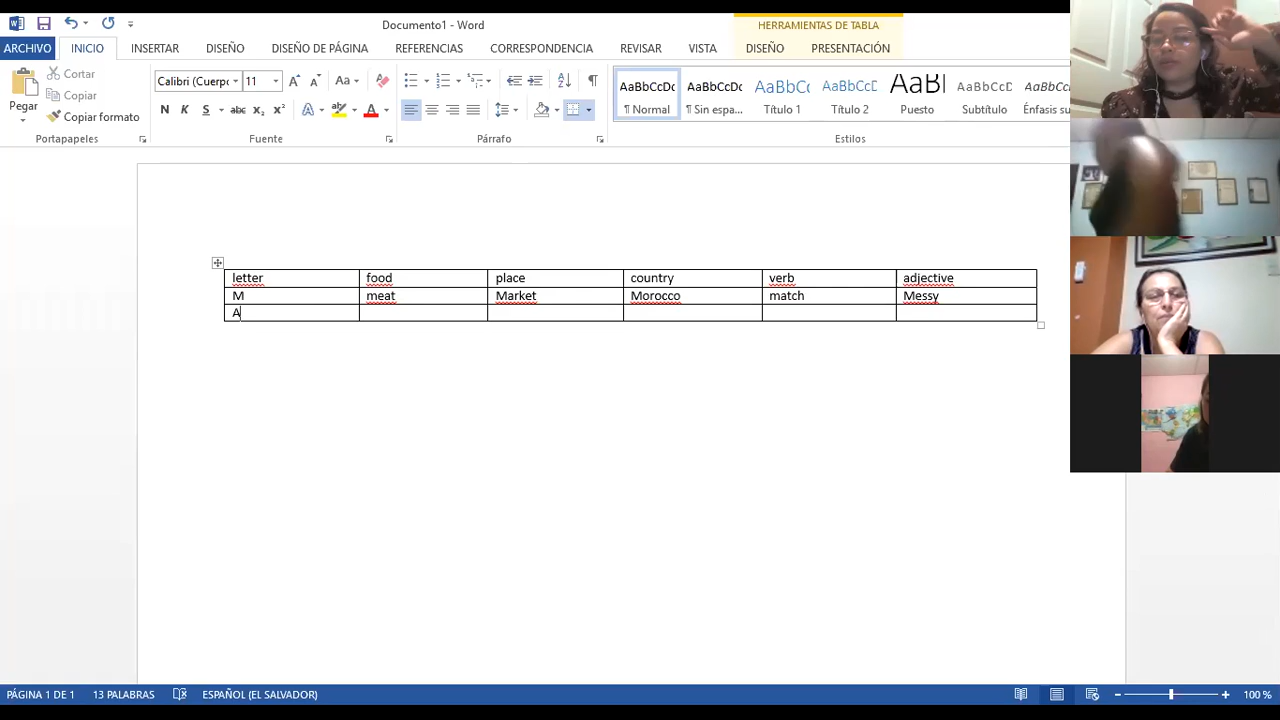 Documento1 - Word
HERRAMIENTAS DE TABLA
ARCHIVO INICIO INSERTAR DISEÑO DISEÑO DE PÁGINA REFERENCIAS CORRESPONDENCIA REVISAR VISTA DISEÑO PRESENTACIÓN
Pegar
Cortar
Copiar
Copiar formato
Portapapeles
Calibri (Cuerp 11
N K S abc x₂ x²
Fuente
Párrafo
AaBbCcDc AaBbCcDc AaBbCc AaBbCcD AaBl AaBbCcD AaBbCcDc
¶ Normal ¶ Sin espa... Título 1 Título 2 Puesto Subtítulo Énfasis su
Estilos
letter food place country verb adjective
M meat Market Morocco match Messy
A
PÁGINA 1 DE 1 13 PALABRAS ESPAÑOL (EL SALVADOR) 100 %